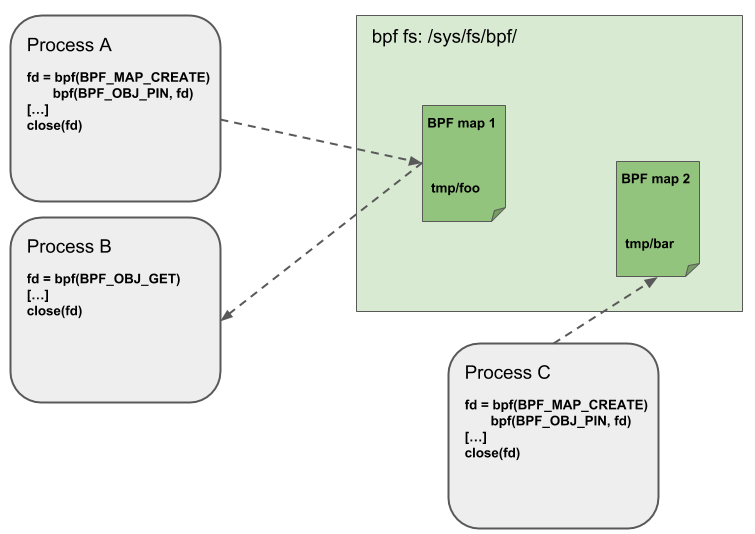 Process A
fd = bpf(BPF_MAP_CREATE)
bpf(BPF_OBJ_PIN, fd)
[…]
close(fd)
bpf fs: /sys/fs/bpf/
BPF map 1
tmp/foo
BPF map 2
tmp/bar
Process B
fd = bpf(BPF_OBJ_GET)
[…]
close(fd)
Process C
fd = bpf(BPF_MAP_CREATE)
bpf(BPF_OBJ_PIN, fd)
[…]
close(fd)